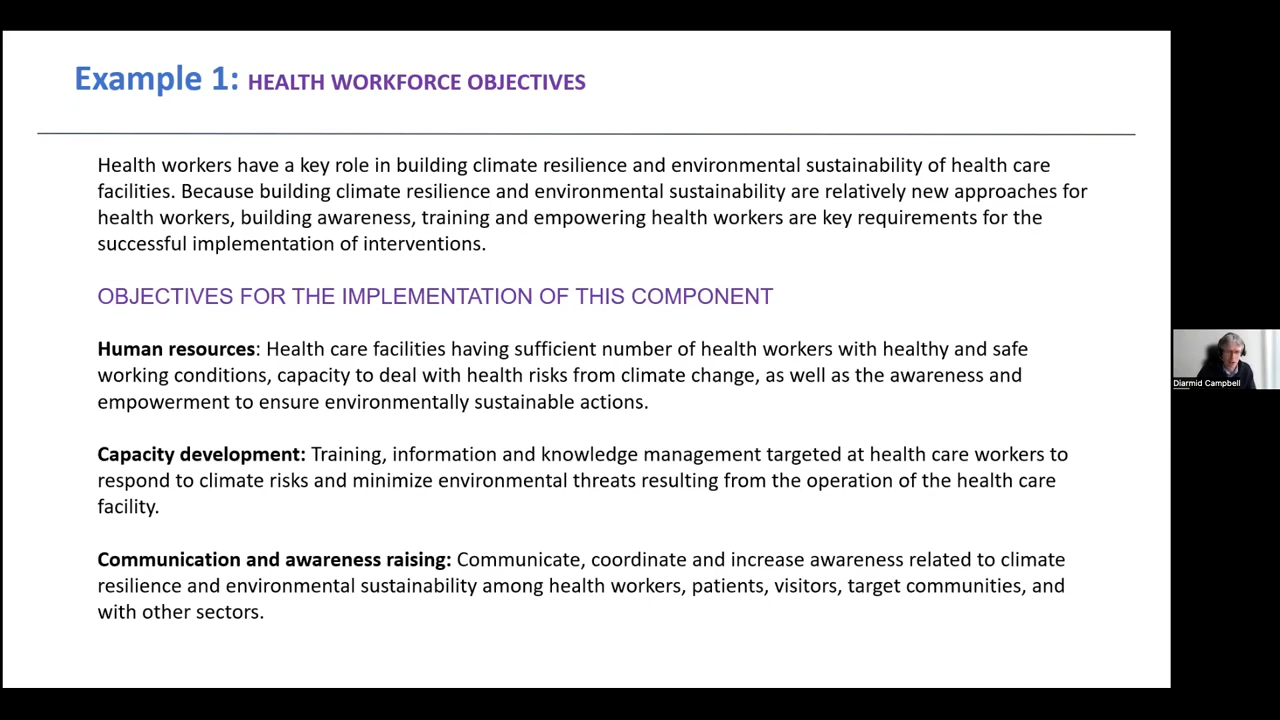 Example 1: HEALTH WORKFORCE OBJECTIVES
Health workers have a key role in building climate resilience and environmental sustainability of health care
facilities. Because building climate resilience and environmental sustainability are relatively new approaches for
health workers, building awareness, training and empowering health workers are key requirements for the
successful implementation of interventions.
OBJECTIVES FOR THE IMPLEMENTATION OF THIS COMPONENT
Human resources: Health care facilities having sufficient number of health workers with healthy and safe
working conditions, capacity to deal with health risks from climate change, as well as the awareness and
empowerment to ensure environmentally sustainable actions.
Capacity development: Training, information and knowledge management targeted at health care workers to
respond to climate risks and minimize environmental threats resulting from the operation of the health care
facility.
Communication and awareness raising: Communicate, coordinate and increase awareness related to climate
resilience and environmental sustainability among health workers, patients, visitors, target communities, and
with other sectors.
Diarmid Campbell